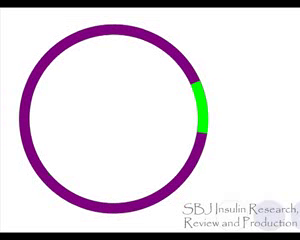 SBJ Insulin Research,
Review and Production